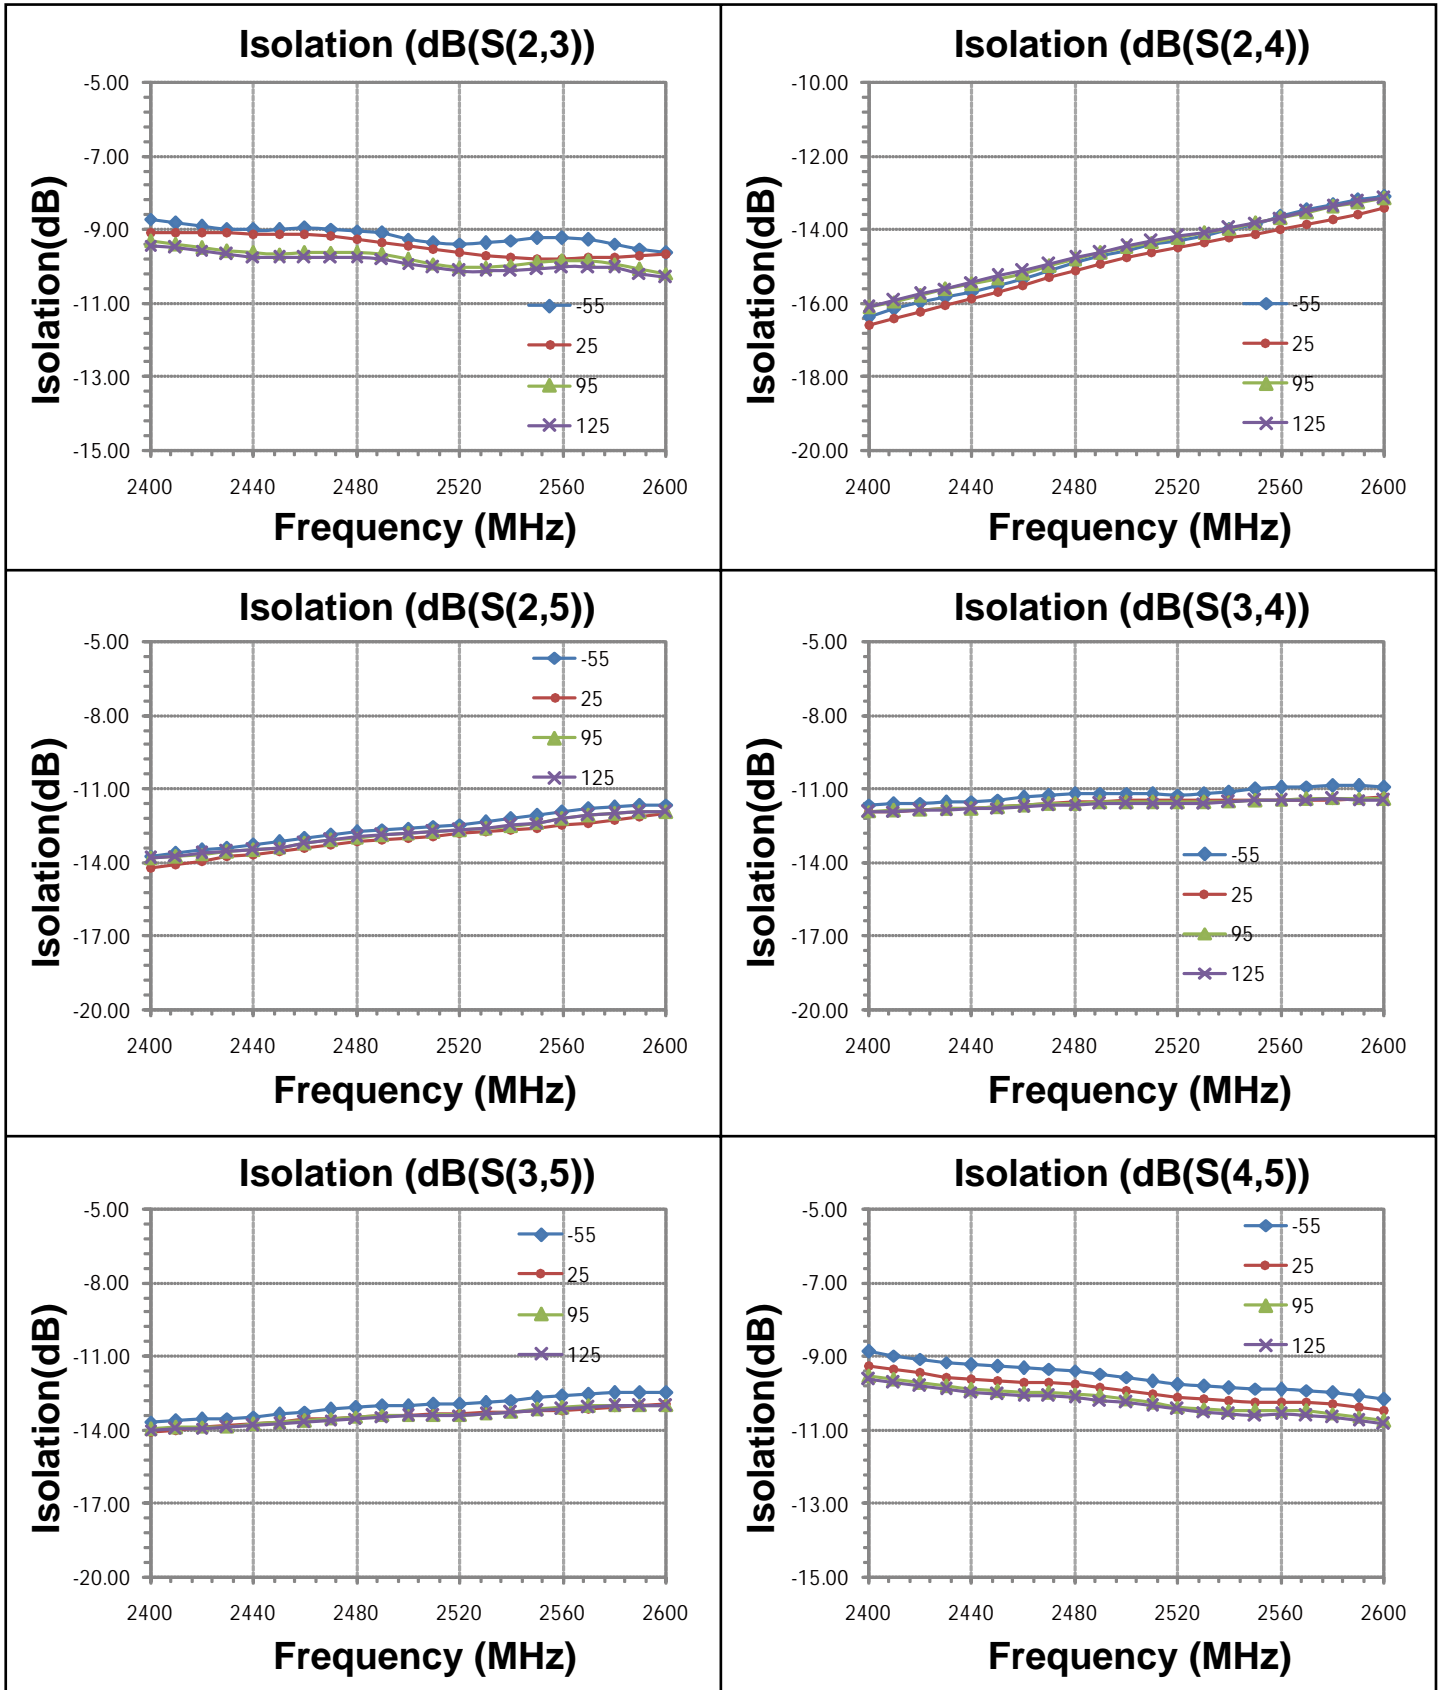 Isolation (dB(S(2,3))
-5.00
-7.00
-9.00
-11.00
-13.00
-15.00
Isolation(dB)
-55
25
95
125
2400 2440 2480 2520 2560 2600
Frequency (MHz)
Isolation (dB(S(2,4))
-10.00
-12.00
-14.00
-16.00
-18.00
-20.00
Isolation(dB)
-55
25
95
125
2400 2440 2480 2520 2560 2600
Frequency (MHz)
Isolation (dB(S(2,5))
-5.00
-8.00
-11.00
-14.00
-17.00
-20.00
Isolation(dB)
-55
25
95
125
2400 2440 2480 2520 2560 2600
Frequency (MHz)
Isolation (dB(S(3,4))
-5.00
-8.00
-11.00
-14.00
-17.00
-20.00
Isolation(dB)
-55
25
95
125
2400 2440 2480 2520 2560 2600
Frequency (MHz)
Isolation (dB(S(3,5))
-5.00
-8.00
-11.00
-14.00
-17.00
-20.00
Isolation(dB)
-55
25
95
125
2400 2440 2480 2520 2560 2600
Frequency (MHz)
Isolation (dB(S(4,5))
-5.00
-7.00
-9.00
-11.00
-13.00
-15.00
Isolation(dB)
-55
25
95
125
2400 2440 2480 2520 2560 2600
Frequency (MHz)